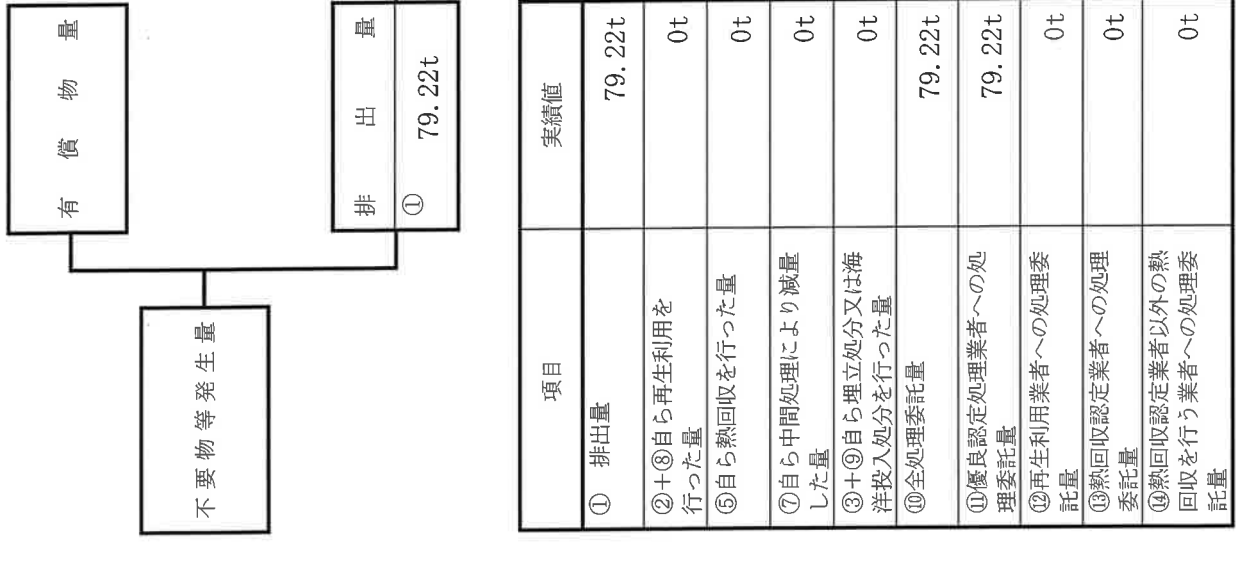 有償物量
不要物等発生量
排出量
① 79.22t
項目 実績値
① 排出量 79.22t
②+⑧自ら再生利用を
行った量 0t
⑤自ら熱回収を行った量 0t
⑦自ら中間処理により減量
した量 0t
③+⑨自ら埋立処分又は海
洋投入処分を行った量 0t
⑩全処理委託量 79.22t
⑪優良認定処理業者への処
理委託量 79.22t
⑫再生利用業者への処理委
託量 0t
⑬熱回収認定業者への処理
委託量 0t
⑭熱回収認定業者以外の熱
回収を行う業者への処理委
託量 0t